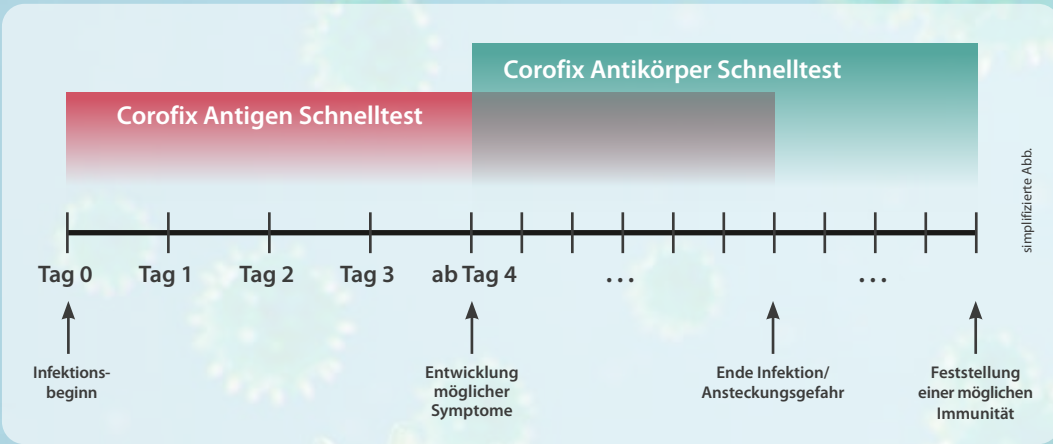 Corofix Antikörper Schnelltest
Corofix Antigen Schnelltest
simplifizierte Abb.
Tag 0 Tag 1 Tag 2 Tag 3 ab Tag 4 ... ...
Infektions-
beginn
Entwicklung
möglicher
Symptome
Ende Infektion/
Ansteckungsgefahr
Feststellung
einer möglichen
Immunität